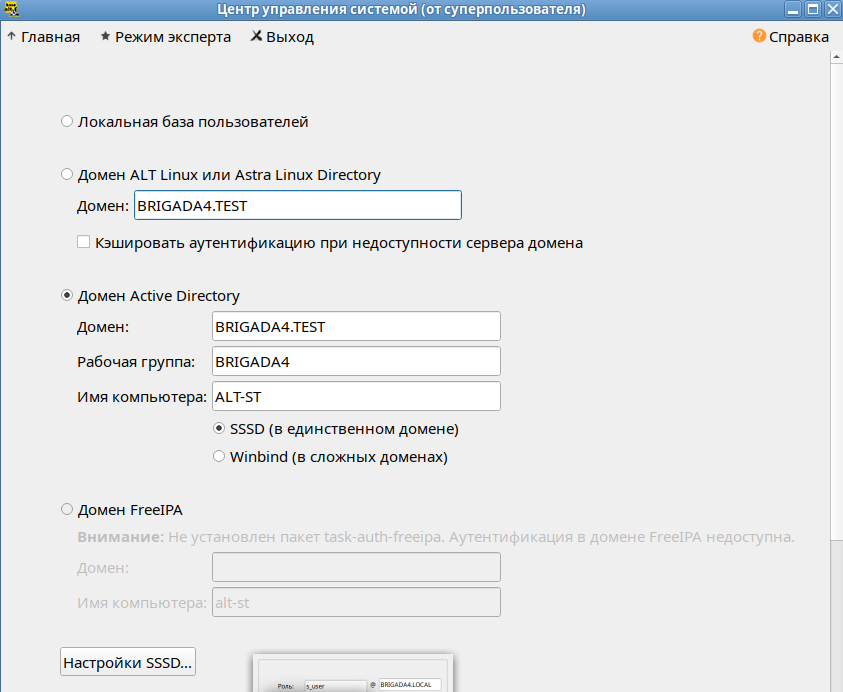 Центр управления системой (от суперпользователя)
Главная Режим эксперта Выход Справка
Локальная база пользователей
Домен ALT Linux или Astra Linux Directory
Домен: BRIGADA4.TEST
Кэшировать аутентификацию при недоступности сервера домена
Домен Active Directory
Домен: BRIGADA4.TEST
Рабочая группа: BRIGADA4
Имя компьютера: ALT-ST
SSSD (в единственном домене)
Winbind (в сложных доменах)
Домен FreeIPA
Внимание: Не установлен пакет task-auth-freeipa. Аутентификация в домене FreeIPA недоступна.
Домен:
Имя компьютера: alt-st
Настройки SSSD...
Роль: s_user @ BRIGADA4.LOCAL